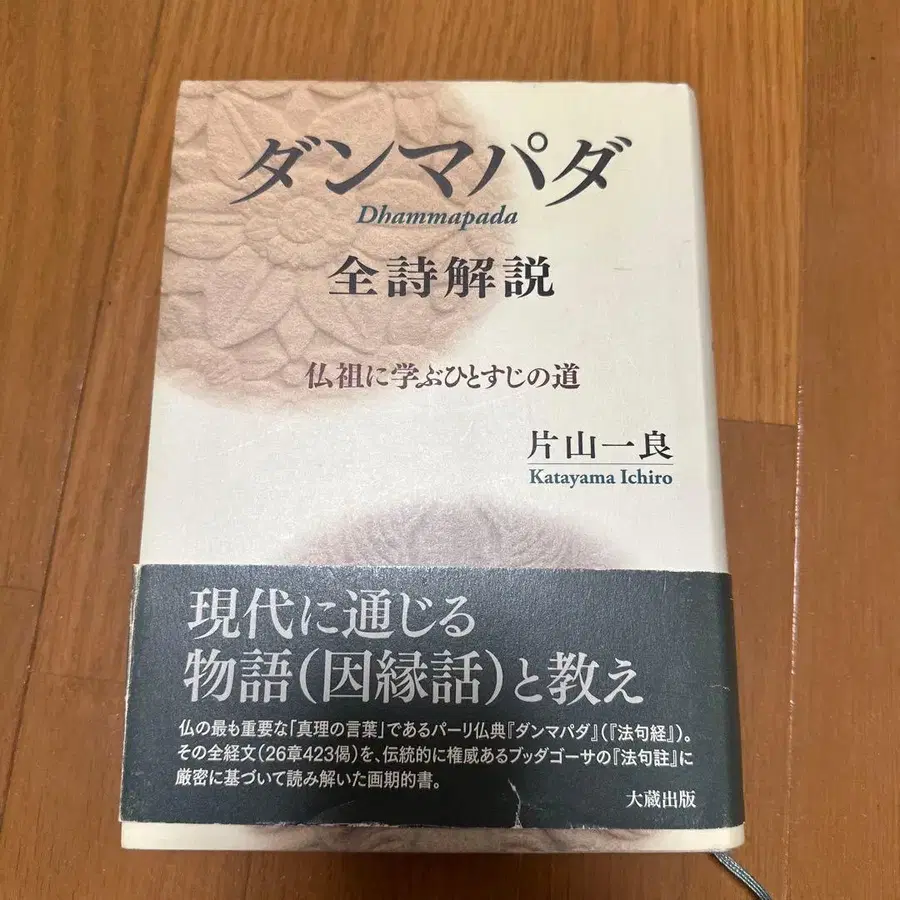 ダンマパダ
Dhammapada
全詩解説
仏祖に学ぶひとすじの道
片山一良
Katayama Ichiro
現代に通じる
物語(因縁話)と教え
仏の最も重要な「真理の言葉」であるパーリ仏典『ダンマパダ』(『法句経』)。
その全経文(26章423偈)を、伝統的に権威あるブッダゴーサの『法句註』に
厳密に基づいて読み解いた画期的書。
大蔵出版